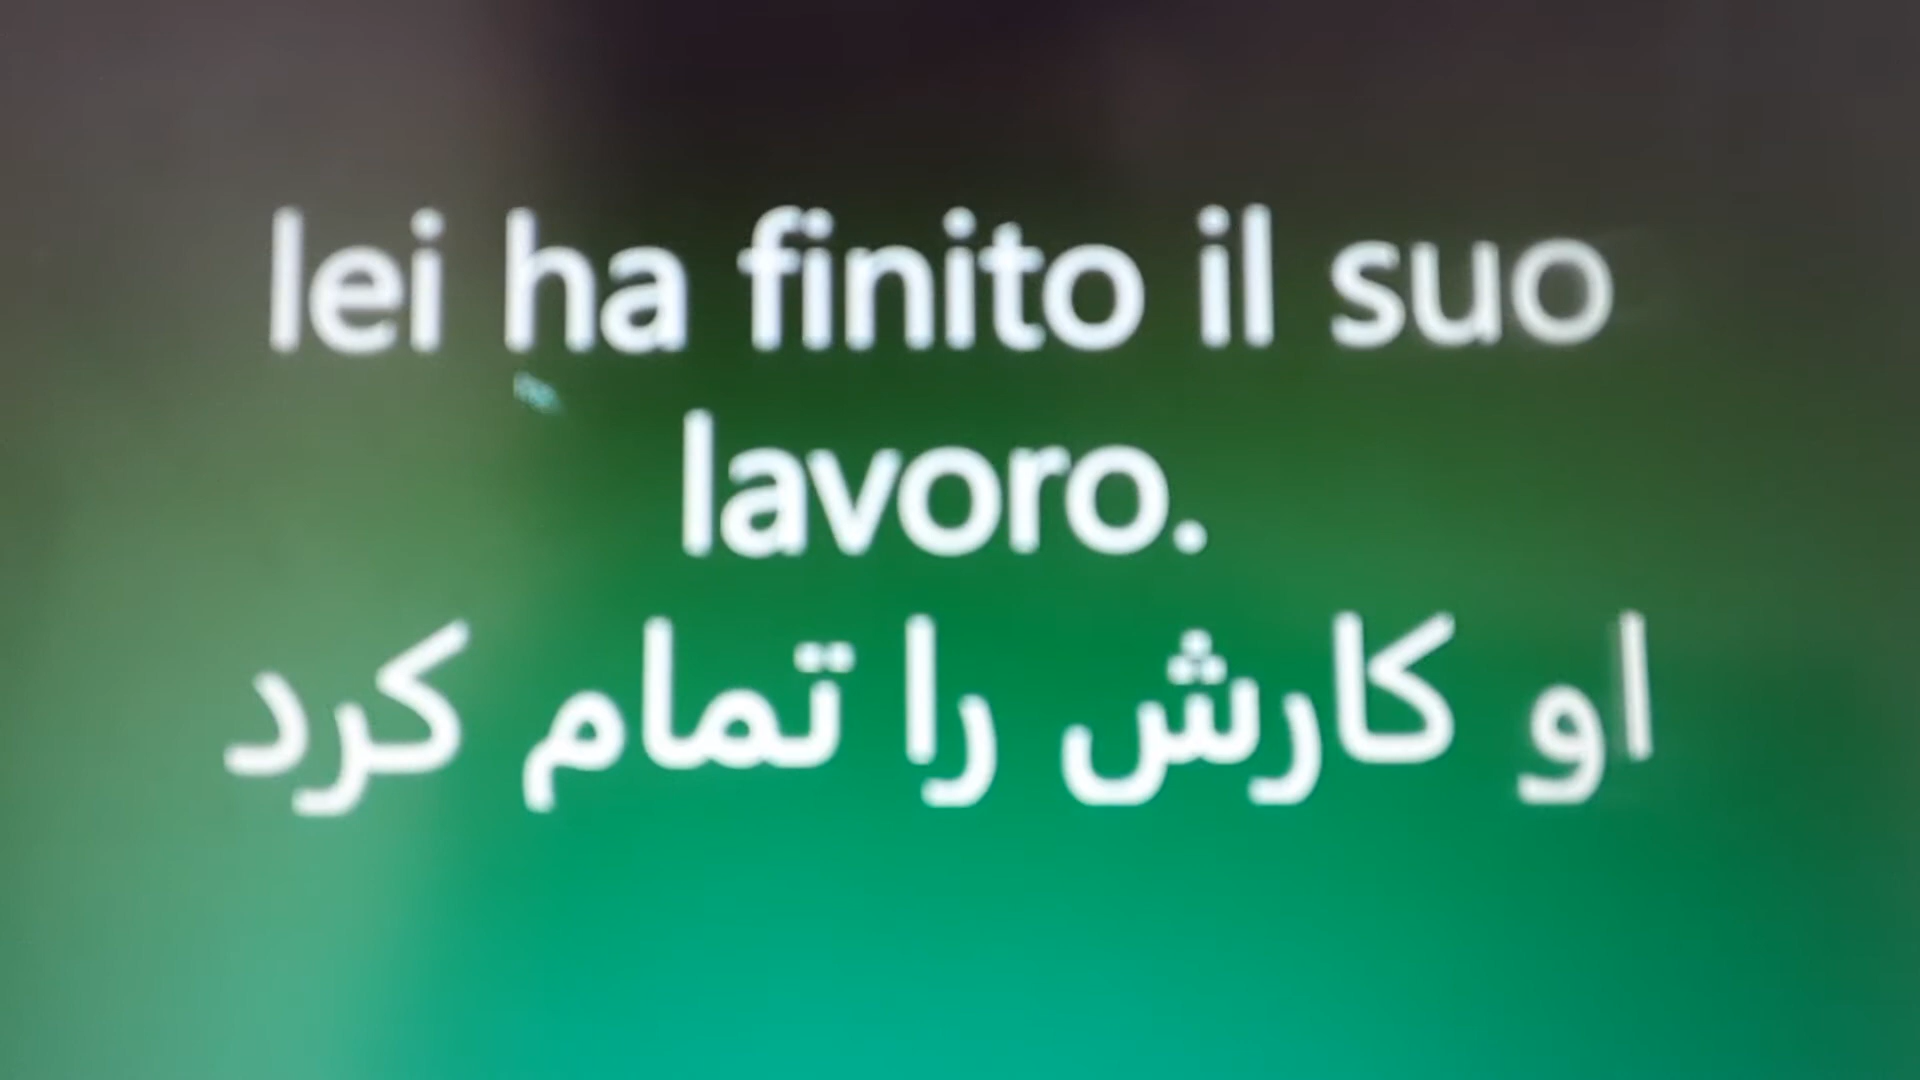 lei ha finito il suo
lavoro.
او کارش را تمام کرد